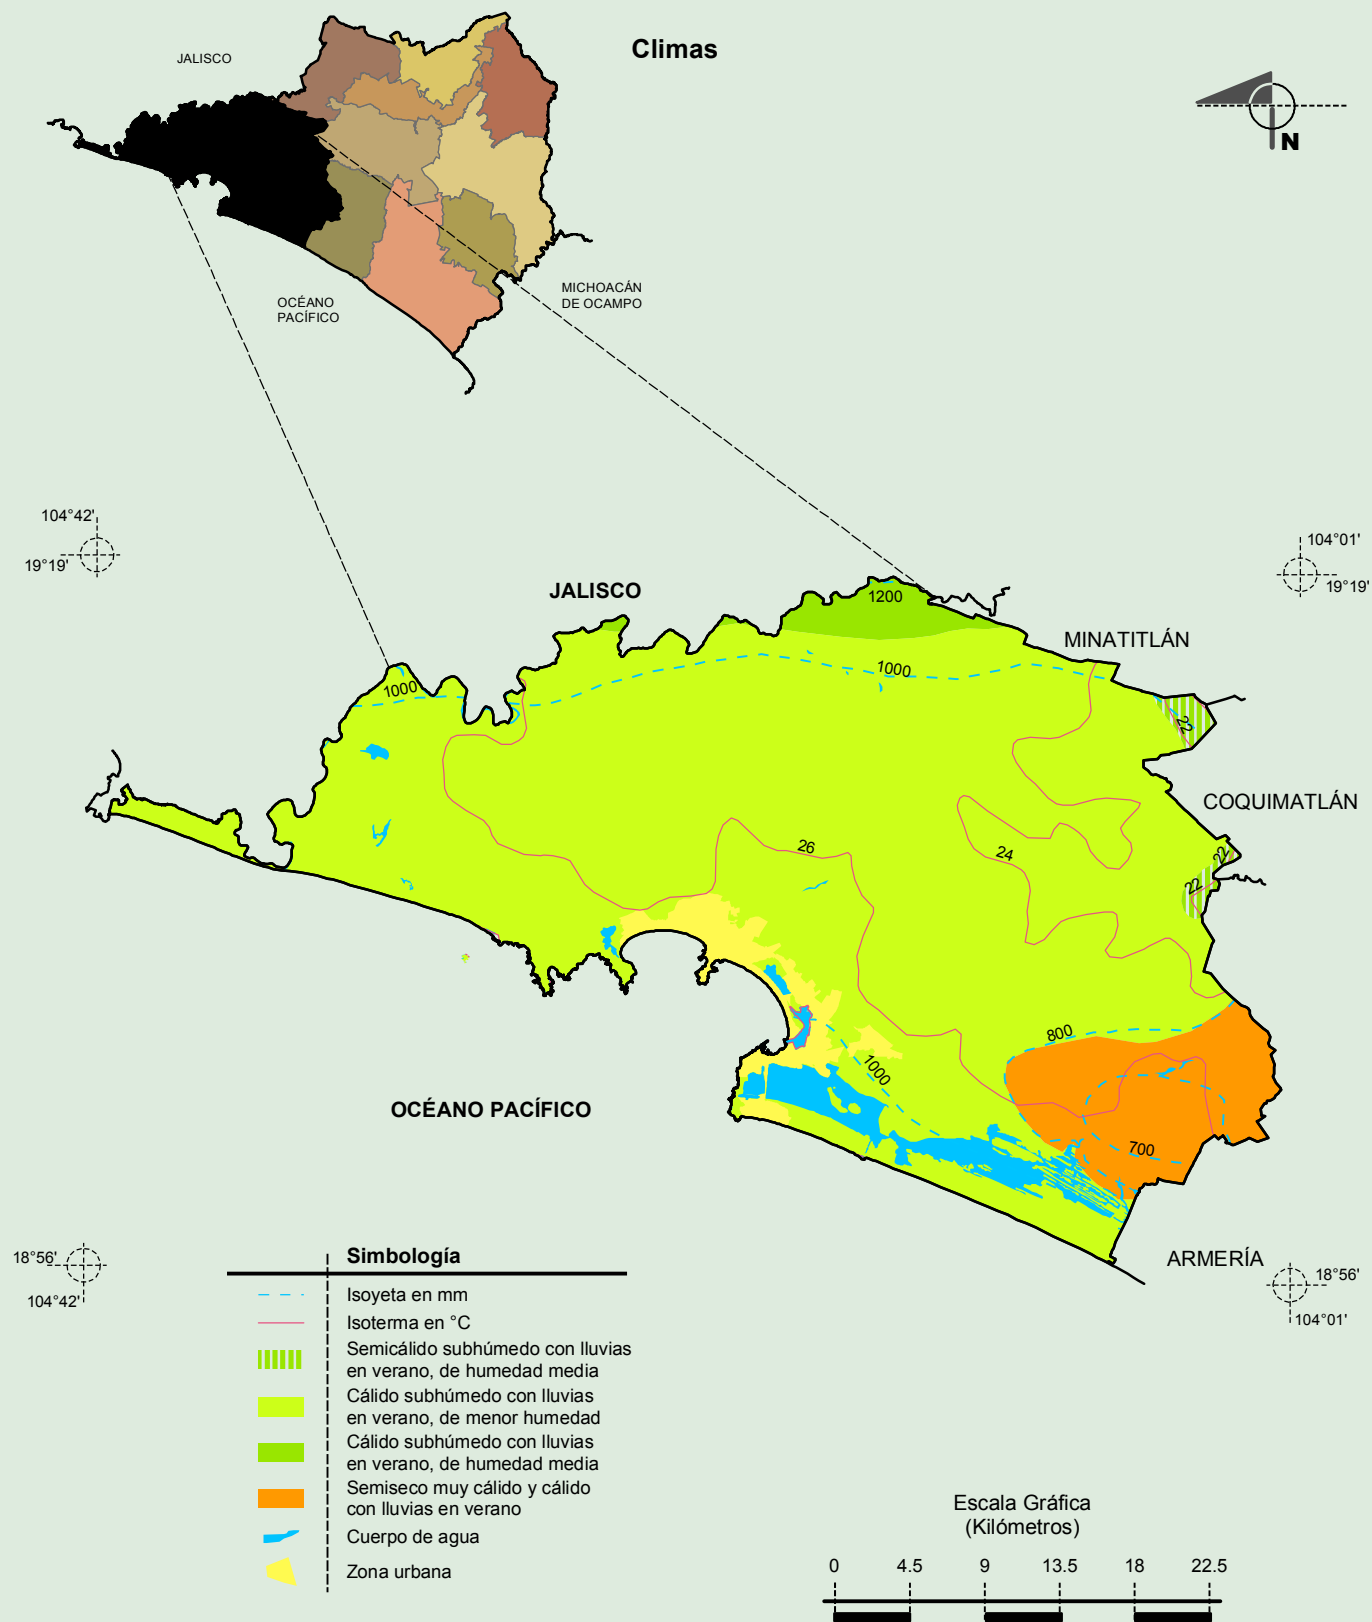 Climas
JALISCO
N
OCÉANO
PACÍFICO
MICHOACÁN
DE OCAMPO
104°42'
19°19'
104°01'
19°19'
JALISCO
1200
MINATITLÁN
1000
1000
22
COQUIMATLÁN
26
24
22
22
800
1000
OCÉANO PACÍFICO
700
ARMERÍA
18°56'
104°42'
18°56'
104°01'
Simbología
Isoyeta en mm
Isoterma en °C
Semicálido subhúmedo con lluvias
en verano, de humedad media
Cálido subhúmedo con lluvias
en verano, de menor humedad
Cálido subhúmedo con lluvias
en verano, de humedad media
Semiseco muy cálido y cálido
con lluvias en verano
Cuerpo de agua
Zona urbana
Escala Gráfica
(Kilómetros)
0 4.5 9 13.5 18 22.5